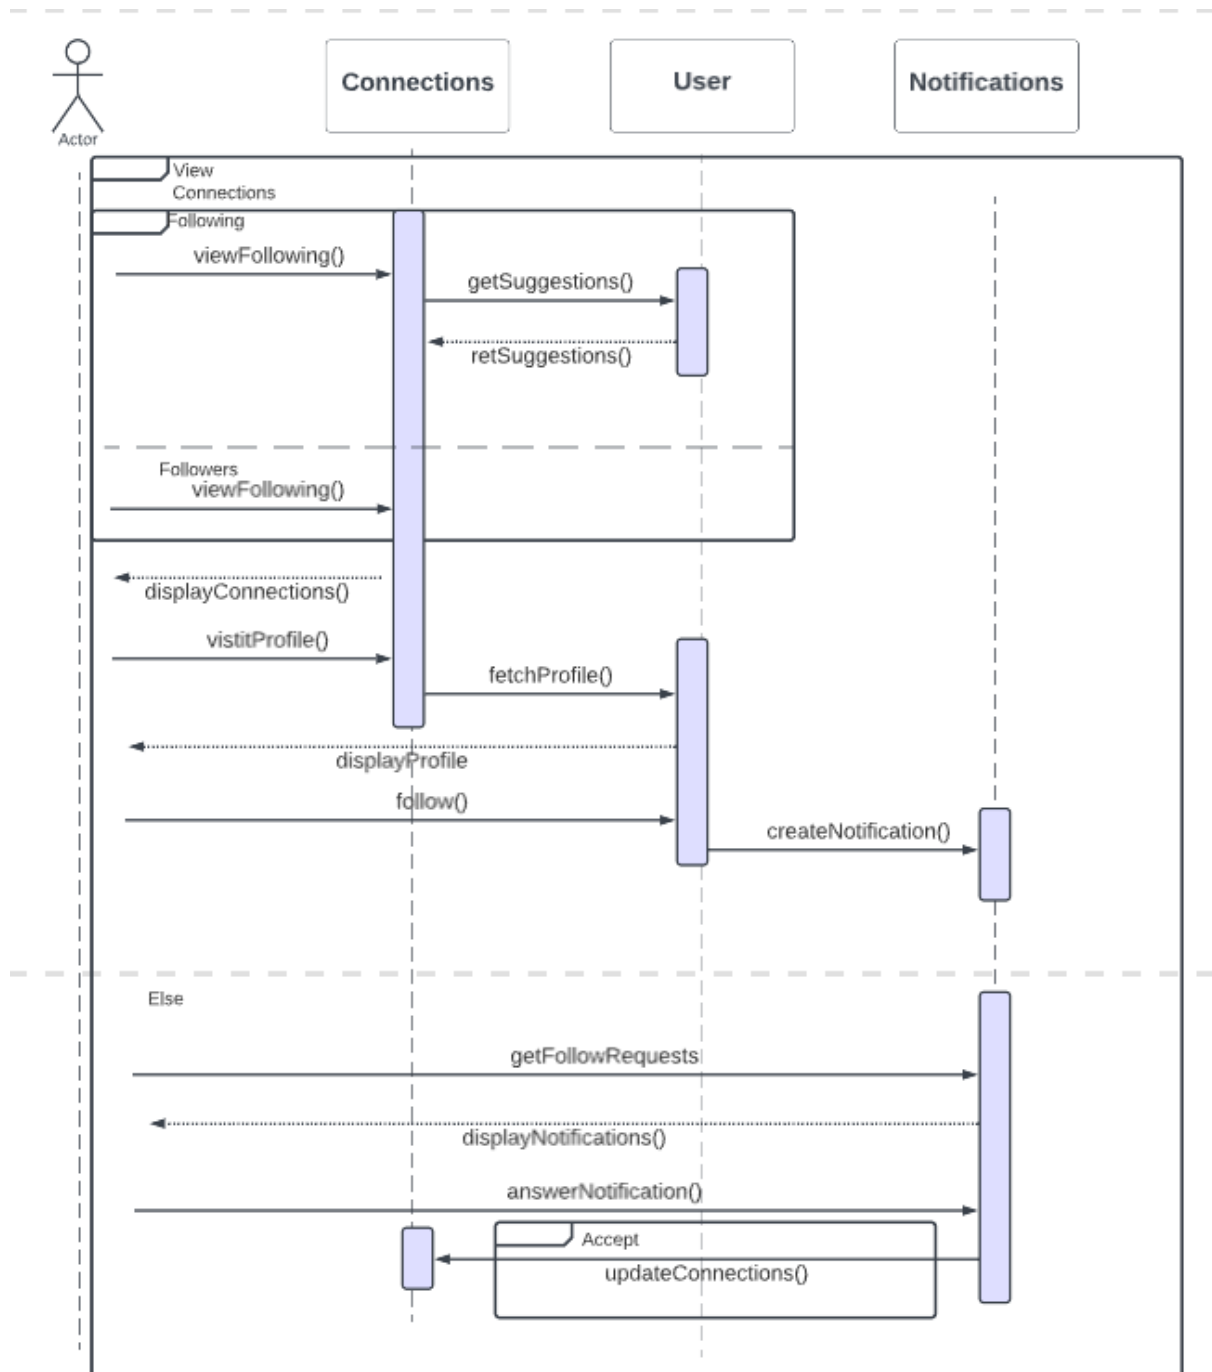 Connections
User
Notifications
Actor
View
Connections
Following
viewFollowing()
getSuggestions()
retSuggestions()
Followers
viewFollowing()
displayConnections()
vistitProfile()
fetchProfile()
displayProfile
follow()
createNotification()
Else
getFollowRequests
displayNotifications()
answerNotification()
Accept
updateConnections()